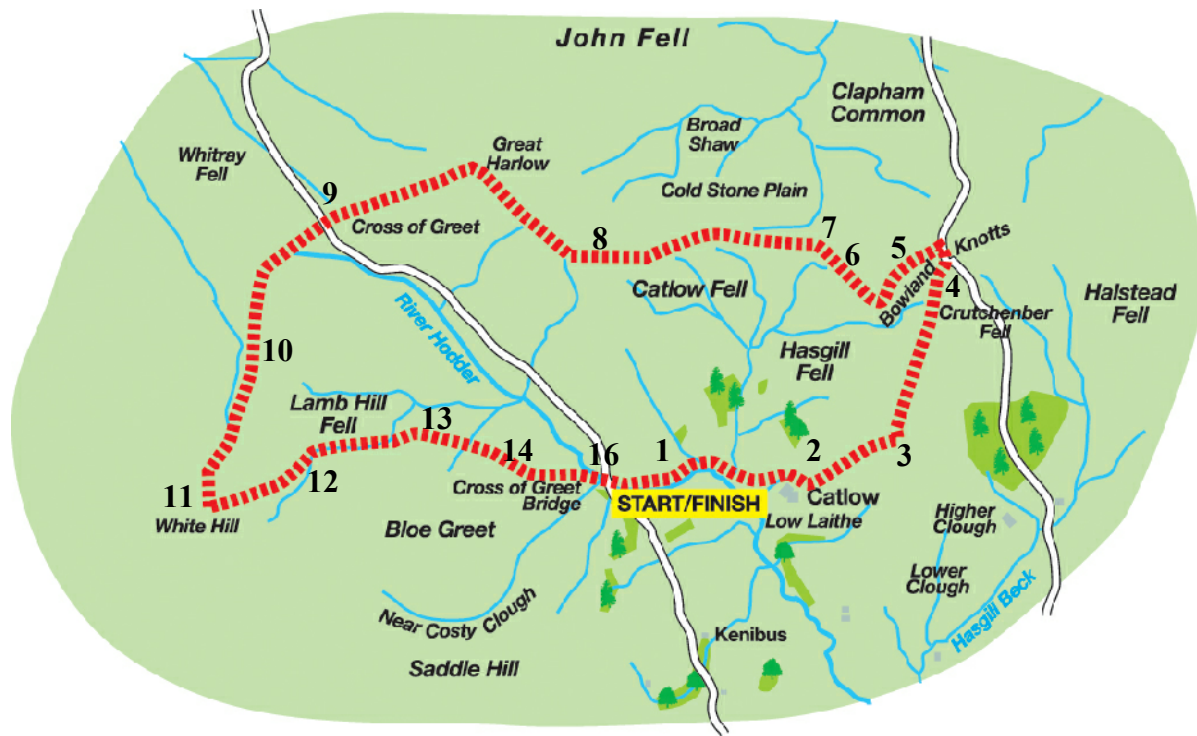 John Fell
Clapham
Common
Broad
Shaw
Great
Harlow
Whitray
Fell
Cold Stone Plain
9
Cross of Greet
8
7
6
5
Knotts
Bowland
4
Catlow Fell
Crutchenber
Fell
Halstead
Fell
River Hodder
Hasgill
Fell
10
Lamb Hill
Fell
13
14
16
1
2
3
12
11
White Hill
Cross of Greet
Bridge
START/FINISH
Catlow
Low Laithe
Bloe Greet
Higher
Clough
Lower
Clough
Hasgill Beck
Near Costy Clough
Kenibus
Saddle Hill